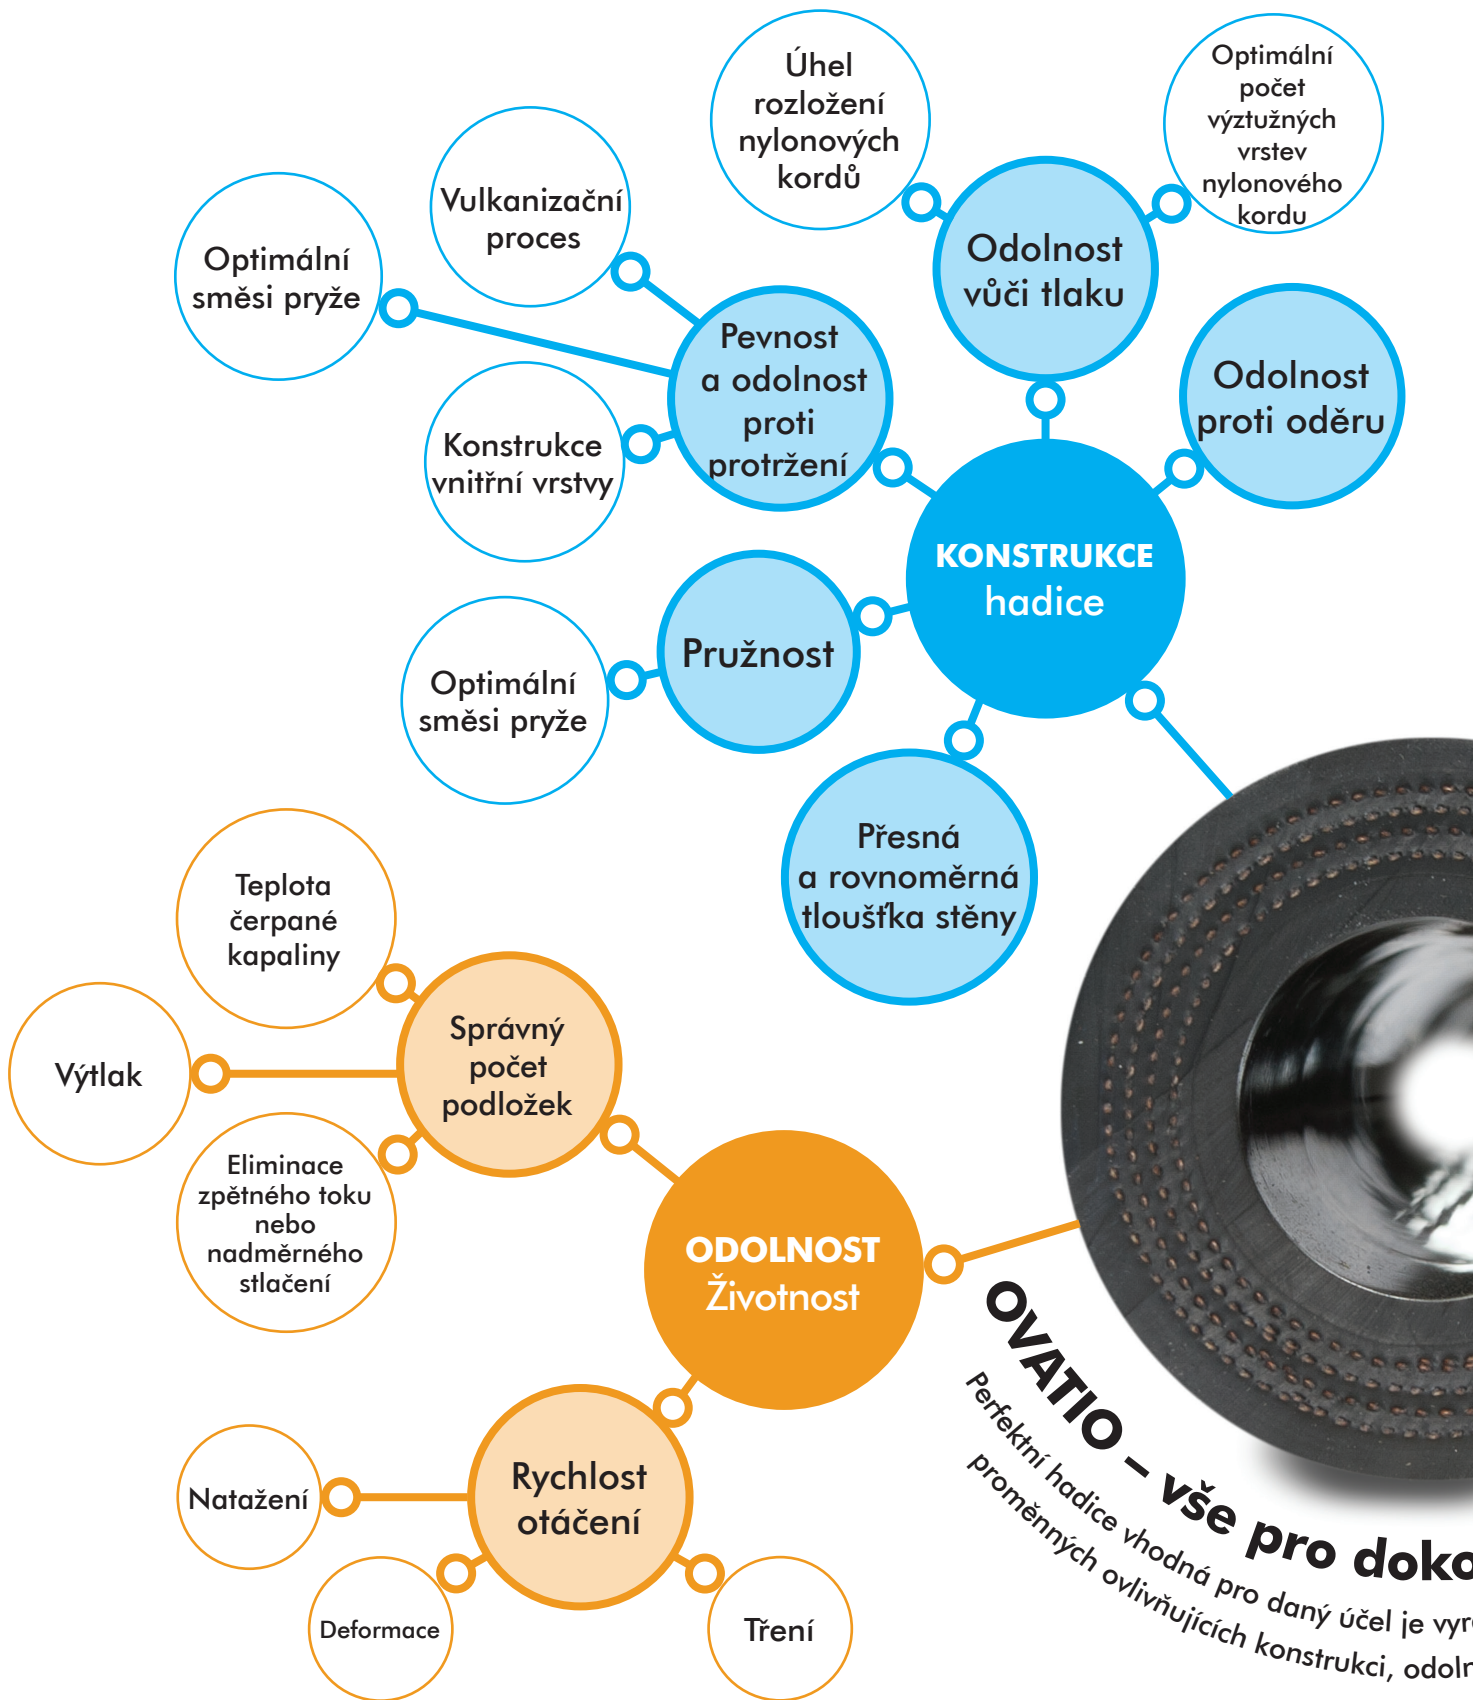 Úhel
rozložení
nylonových
kordů
Optimální
počet
výztužných
vrstev
nylonového
kordu
Vulkanizační
proces
Optimální
směsi pryže
Odolnost
vůči tlaku
Pevnost
a odolnost
proti
protržení
Odolnost
proti oděru
Konstrukce
vnitřní vrstvy
KONSTRUKCE
hadice
Pružnost
Optimální
směsi pryže
Přesná
a rovnoměrná
tloušťka stěny
Teplota
čerpané
kapaliny
Správný
počet
podložek
Výtlak
Eliminace
zpětného toku
nebo
nadměrného
stlačení
ODOLNOST
Životnost
Rychlost
otáčení
Natažení
Deformace
Tření
OVATIO – vše pro
Perfektní hadice vhodná pro daný účel je
proměnných ovlivňujících konstrukci,